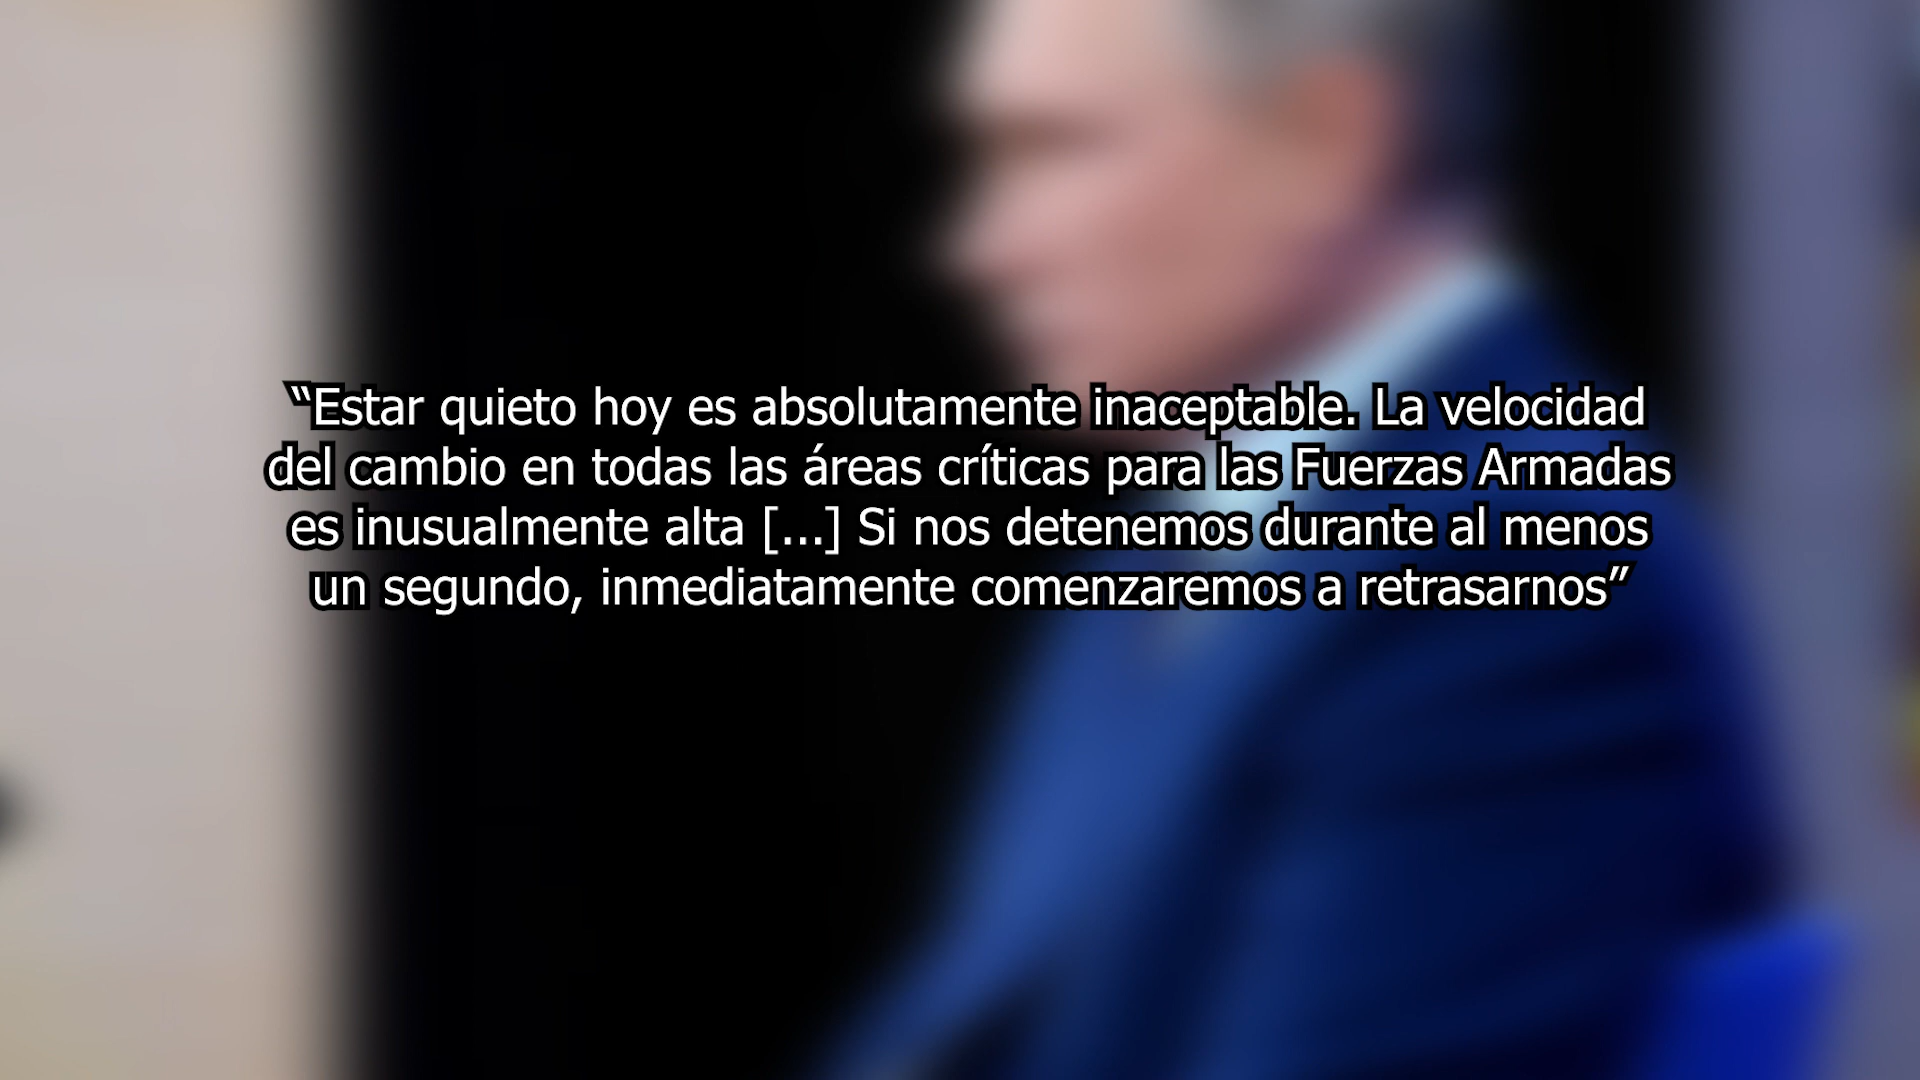 “Estar quieto hoy es absolutamente inaceptable. La velocidad
del cambio en todas las áreas críticas para las Fuerzas Armadas
es inusualmente alta [...] Si nos detenemos durante al menos
un segundo, inmediatamente comenzaremos a retrasarnos”